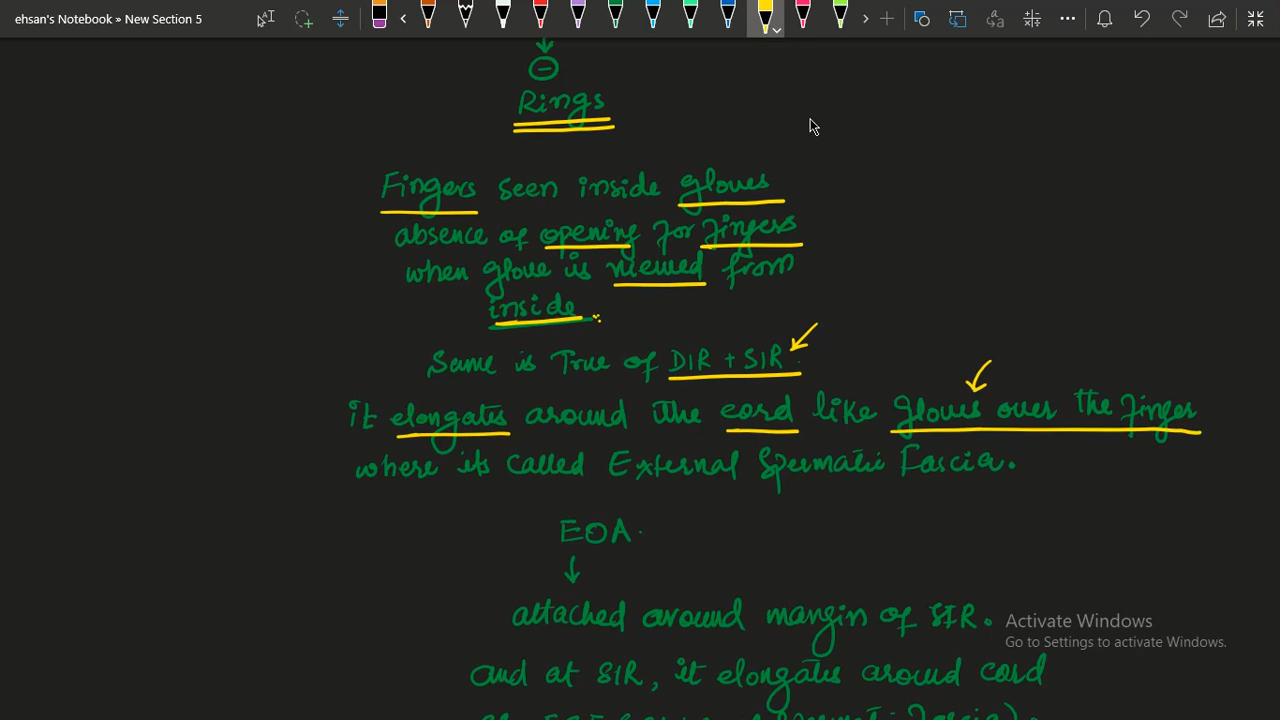 ehsan's Notebook » New Section 5
Rings
Fingers seen inside gloves
absence of opening for fingers
when glove is viewed from
inside
Same is True of DIR + SIR
it elongates around the cord like gloves over the finger
where its called External Spermatic Fascia.
EOA.
attached around margin of SIR.
Activate Windows
Go to Settings to activate Windows.
and at SIR, it elongates around cord